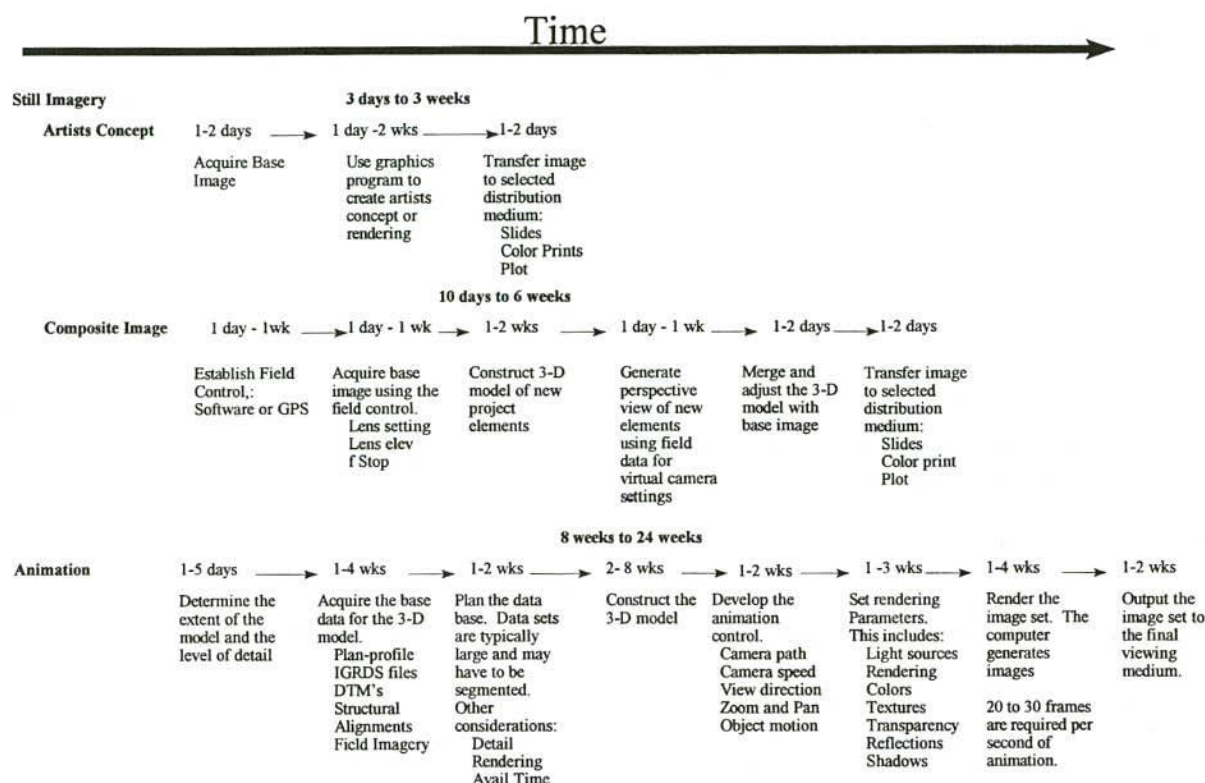 Time
Still Imagery
3 days to 3 weeks
Artists Concept
1-2 days
1 day -2 wks
1-2 days
Acquire Base
Image
Use graphics
program to
create artists
concept or
rendering
Transfer image
to selected
distribution
medium:
Slides
Color Prints
Plot
10 days to 6 weeks
Composite Image
1 day - 1wk
1 day - 1 wk
1-2 wks
1 day - 1 wk
1-2 days
1-2 days
Establish Field
Control,:
Software or GPS
Acquire base
image using the
field control.
Lens setting
Lens elev
f Stop
Construct 3-D
model of new
project
elements
Generate
perspective
view of new
elements
using field
data for
virtual camera
settings
Merge and
adjust the 3-D
model with
base image
Transfer image
to selected
distribution
medium:
Slides
Color print
Plot
8 weeks to 24 weeks
Animation
1-5 days
1-4 wks
1-2 wks
2- 8 wks
1-2 wks
1 -3 wks
1-4 wks
1-2 wks
Determine the
extent of the
model and the
level of detail
Acquire the base
data for the 3-D
model.
Plan-profile
IGRDS files
DTM's
Structural
Alignments
Field Imagery
Plan the data
base. Data sets
are typically
large and may
have to be
segmented.
Other
considerations:
Detail
Rendering
Avail Time
Construct the
3-D model
Develop the
animation
control.
Camera path
Camera speed
View direction
Zoom and Pan
Object motion
Set rendering
Parameters.
This includes:
Light sources
Rendering
Colors
Textures
Transparency
Reflections
Shadows
Render the
image set. The
computer
generates
images
20 to 30 frames
are required per
second of
animation.
Output the
image set to
the final
viewing
medium.